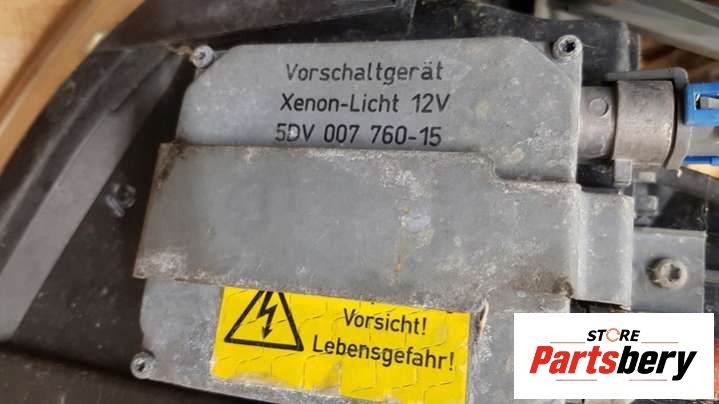 Vorschaltgerät
Xenon-Licht 12V
5DV 007 760-15
Vorsicht!
Lebensgefahr!
STORE
Partsbery